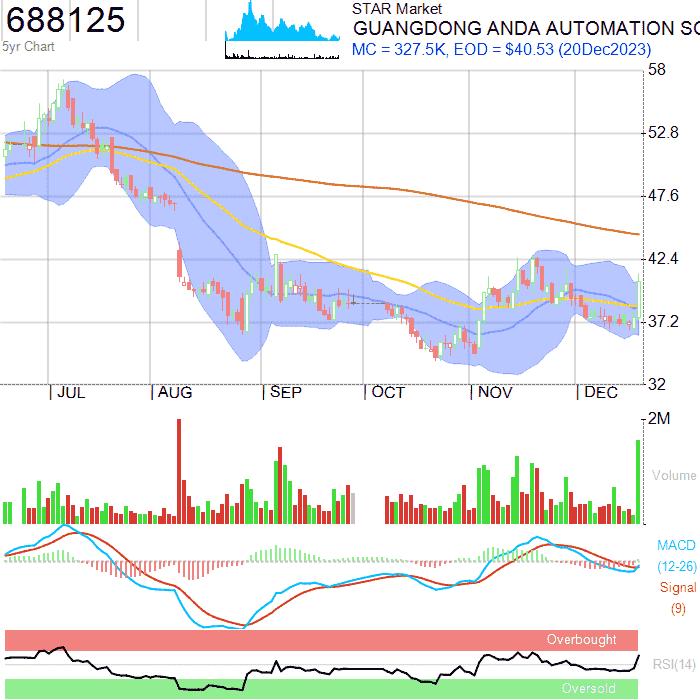 688125
STAR Market
GUANGDONG ANDA AUTOMATION SO
5yr Chart
MC = 327.5K, EOD = $40.53 (20Dec2023)
58
52.8
47.6
42.4
37.2
32
JUL
AUG
SEP
OCT
NOV
DEC
2M
Volume
MACD
(12-26)
Signal
(9)
Overbought
RSI(14)
Oversold